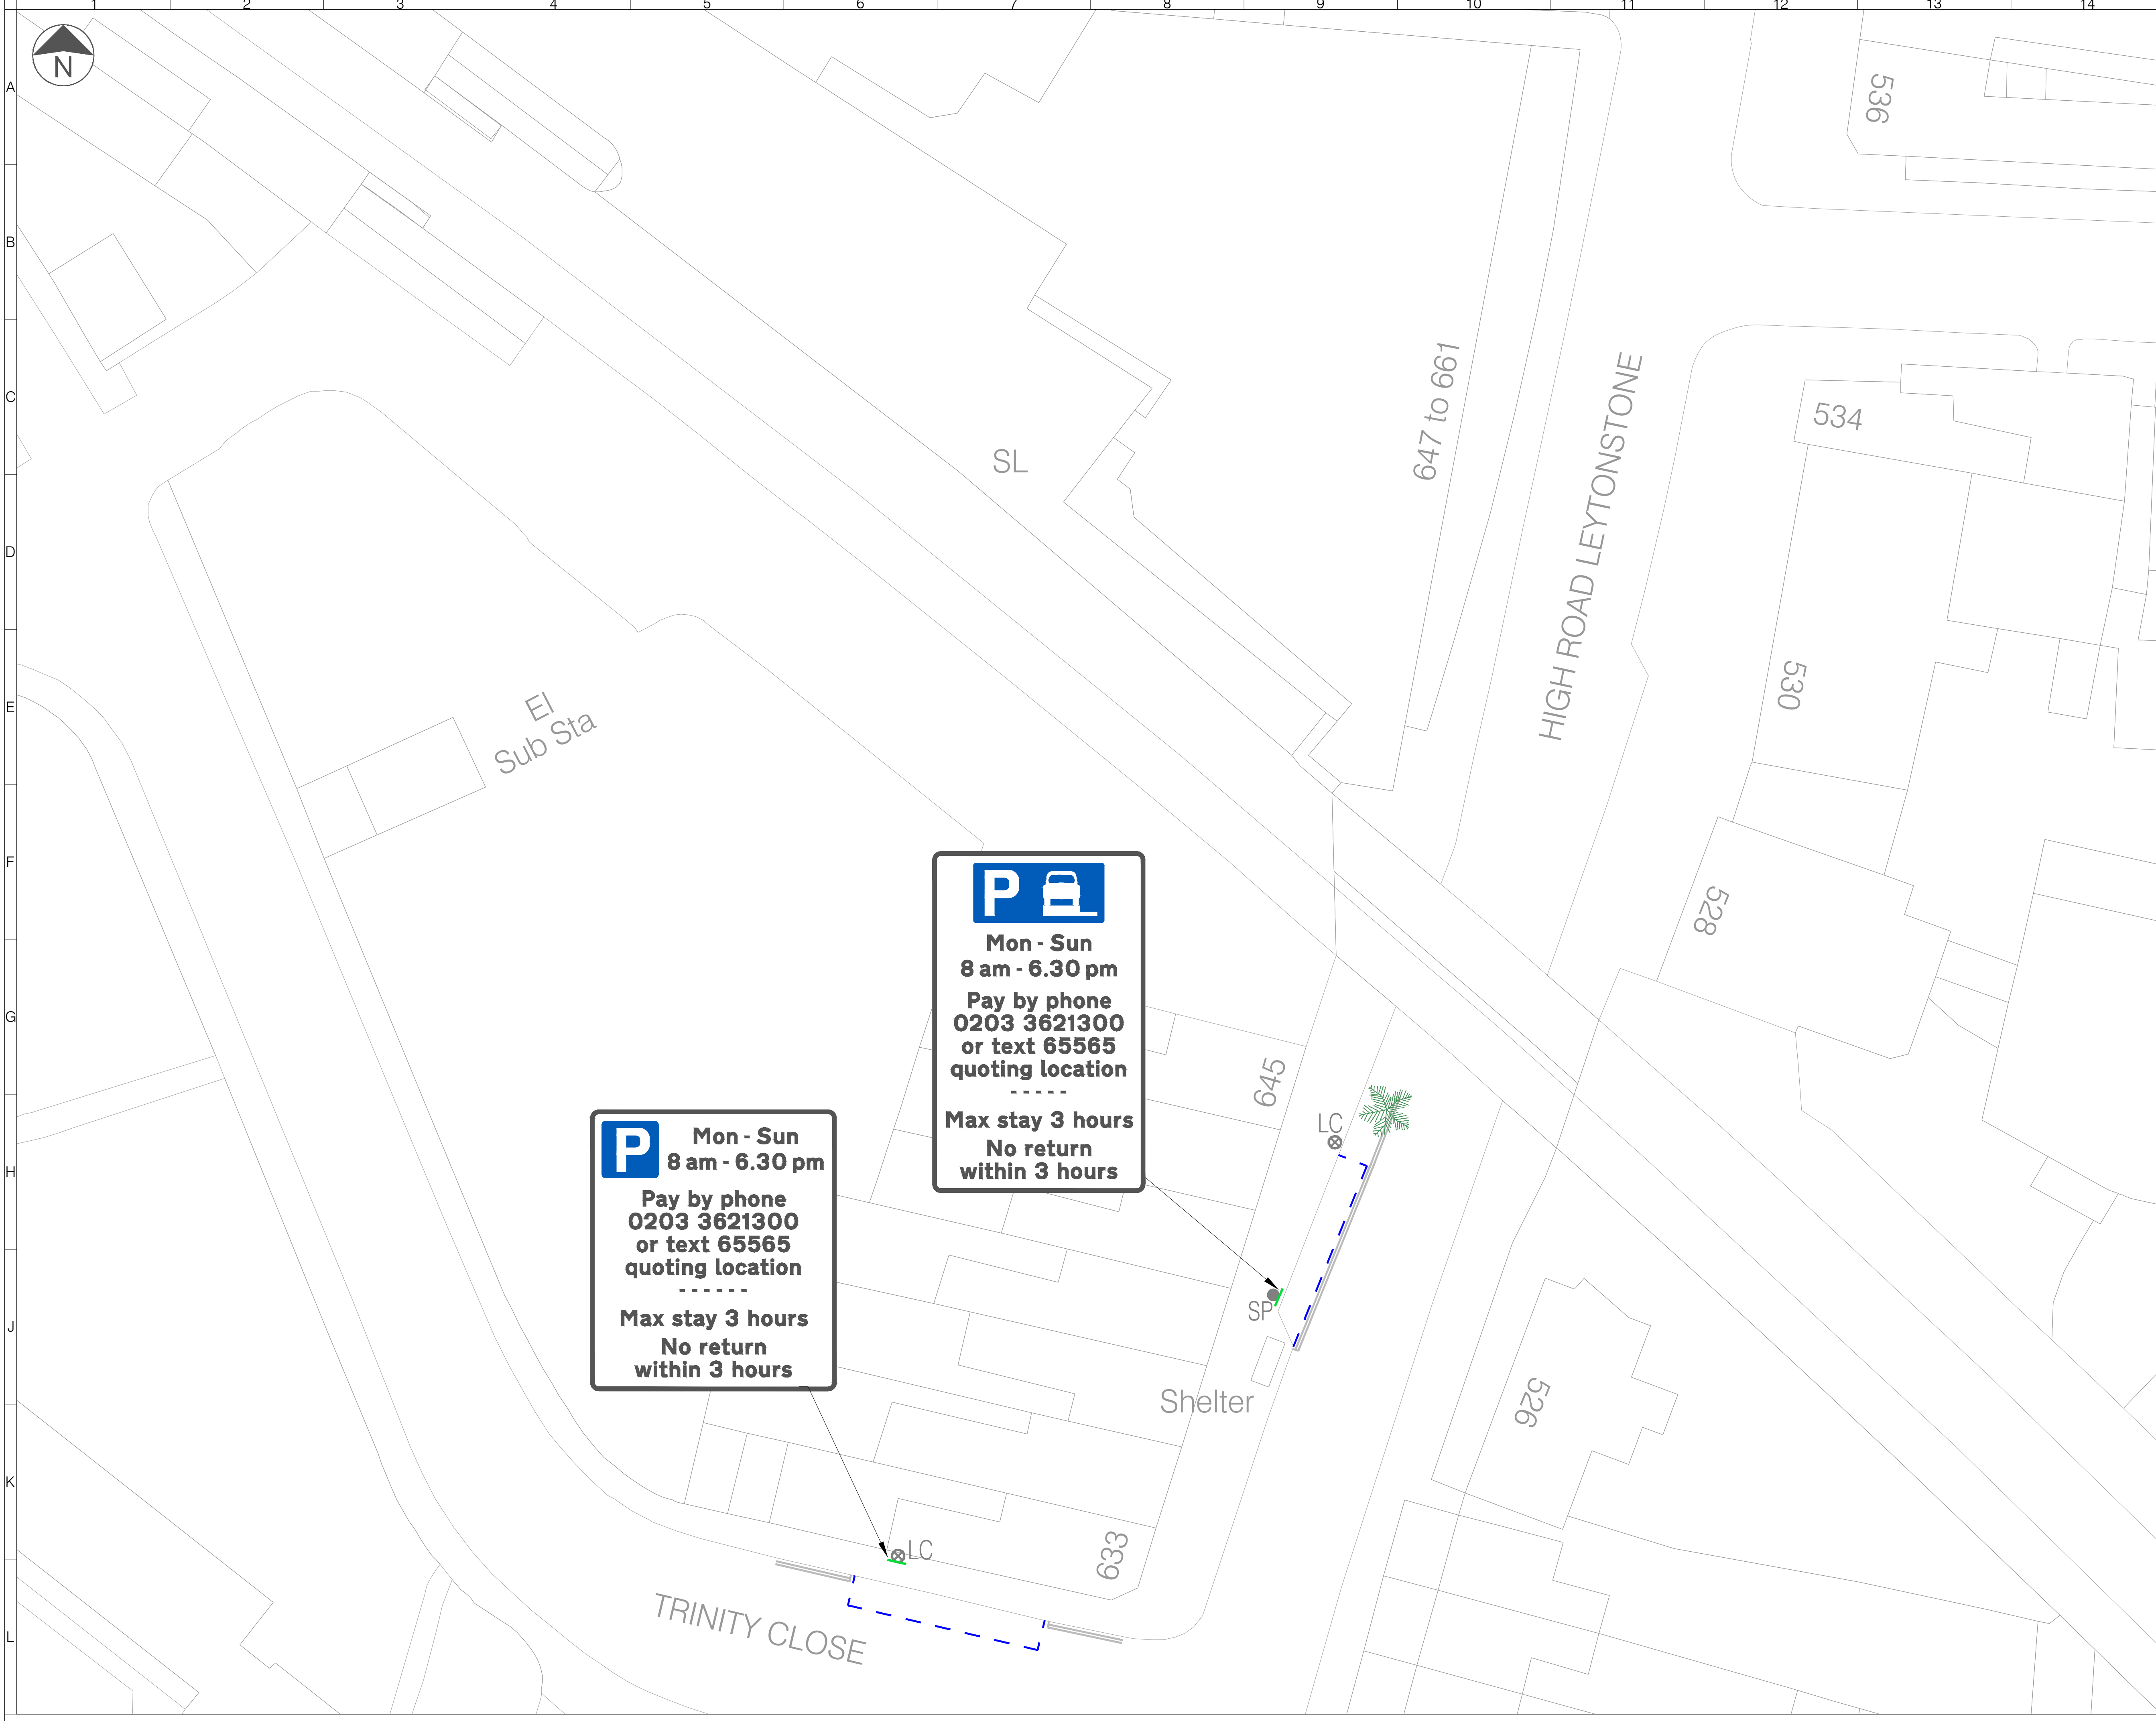 1 2 3 4 5 6 7 8 9 10 11 12 13 14
N
A
B
C
D
E
F
G
H
J
K
L
536
SL
647 to 661
HIGH ROAD LEYTONSTONE
534
530
528
El
Sub Sta
P
Mon - Sun
8 am - 6.30 pm
Pay by phone
0203 3621300
or text 65565
quoting location
- - - - -
Max stay 3 hours
No return
within 3 hours
645
LC
SP
Shelter
526
P
Mon - Sun
8 am - 6.30 pm
Pay by phone
0203 3621300
or text 65565
quoting location
- - - - - -
Max stay 3 hours
No return
within 3 hours
LC
633
TRINITY CLOSE